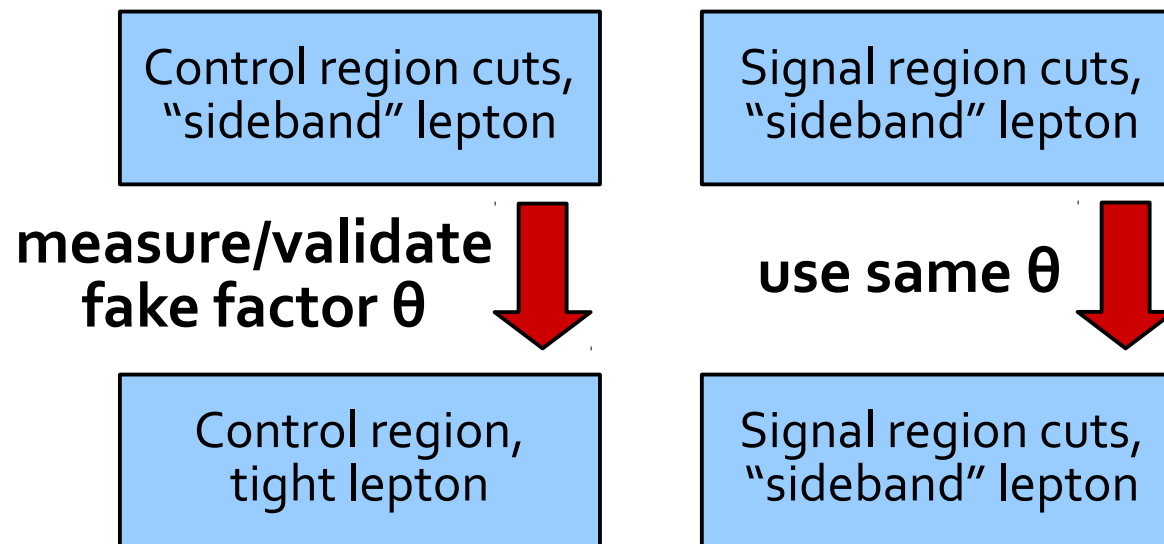 Control region cuts,
“sideband” lepton
Signal region cuts,
“sideband” lepton
measure/validate
fake factor θ
use same θ
Control region,
tight lepton
Signal region cuts,
“sideband” lepton